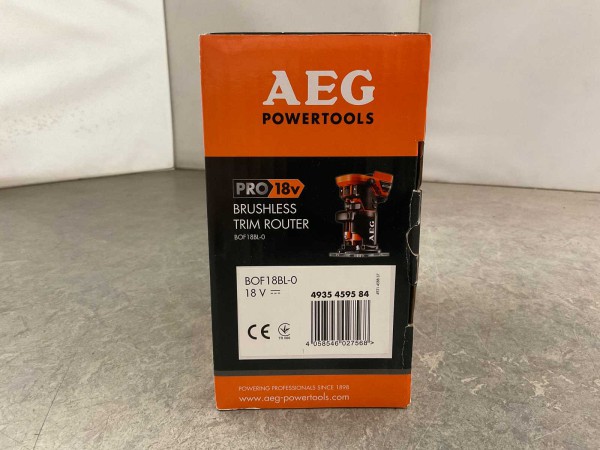 AEG
POWERTOOLS
PRO 18v
BRUSHLESS
TRIM ROUTER
BOF18BL-0
AEG
BOF18BL-0
18 V
4935 4595 84
CE
4 058546 027568 >
POWERING PROFESSIONALS SINCE 1898
www.aeg-powertools.com